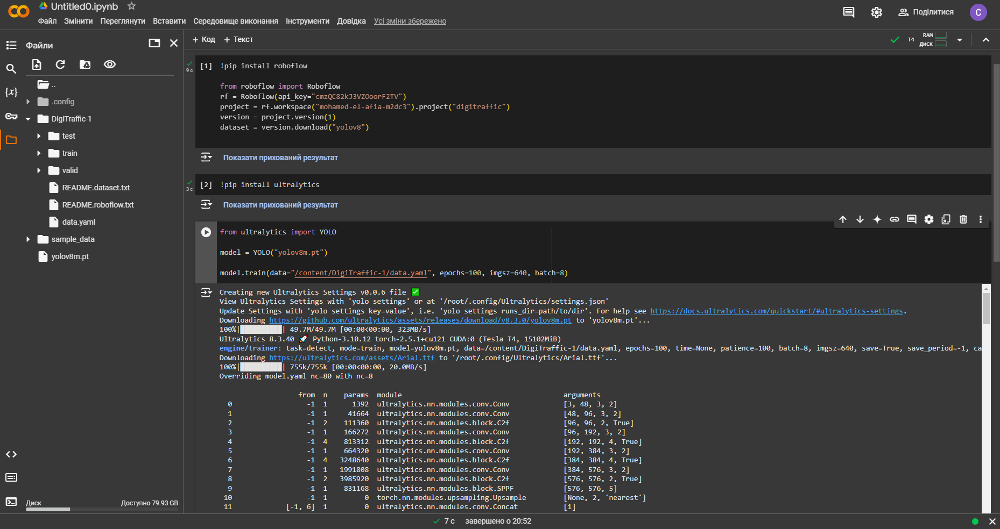 Untitled0.ipynb
Файл Змінити Переглянути Вставити Середовище виконання Інструменти Довідка Усі зміни збережено
Поділитися
C
Файли
+ Код + Текст
T4 RAM
Диск
..
.config
DigiTraffic-1
test
train
valid
README.dataset.txt
README.roboflow.txt
data.yaml
sample_data
yolov8m.pt
Диск Доступно 79.93 GB
9 с
[1] !pip install roboflow
from roboflow import Roboflow
rf = Roboflow(api_key="cmzQC82kJ3VZOoorF2TV")
project = rf.workspace("mohamed-el-afia-m2dc3").project("digitraffic")
version = project.version(1)
dataset = version.download("yolov8")
Показати прихований результат
3 с
[2] !pip install ultralytics
Показати прихований результат
from ultralytics import YOLO
model = YOLO("yolov8m.pt")
model.train(data="/content/DigiTraffic-1/data.yaml", epochs=100, imgsz=640, batch=8)
Creating new Ultralytics Settings v0.0.6 file ✅
View Ultralytics Settings with 'yolo settings' or at '/root/.config/Ultralytics/settings.json'
Update Settings with 'yolo settings key=value', i.e. 'yolo settings runs_dir=path/to/dir'. For help see https://docs.ultralytics.com/quickstart/#ultralytics-settings.
Downloading https://github.com/ultralytics/assets/releases/download/v8.3.0/yolov8m.pt to 'yolov8m.pt'...
100%|██████████| 49.7M/49.7M [00:00<00:00, 323MB/s]
Ultralytics 8.3.40 🚀 Python-3.10.12 torch-2.5.1+cu121 CUDA:0 (Tesla T4, 15102MiB)
engine/trainer: task=detect, mode=train, model=yolov8m.pt, data=/content/DigiTraffic-1/data.yaml, epochs=100, time=None, patience=100, batch=8, imgsz=640, save=True, save_period=-1, ca
Downloading https://ultralytics.com/assets/Arial.ttf to '/root/.config/Ultralytics/Arial.ttf'...
100%|██████████| 755k/755k [00:00<00:00, 20.0MB/s]
Overriding model.yaml nc=80 with nc=8
from n params module arguments
0 -1 1 1392 ultralytics.nn.modules.conv.Conv [3, 48, 3, 2]
1 -1 1 41664 ultralytics.nn.modules.conv.Conv [48, 96, 3, 2]
2 -1 2 111360 ultralytics.nn.modules.block.C2f [96, 96, 2, True]
3 -1 1 166272 ultralytics.nn.modules.conv.Conv [96, 192, 3, 2]
4 -1 4 813312 ultralytics.nn.modules.block.C2f [192, 192, 4, True]
5 -1 1 664320 ultralytics.nn.modules.conv.Conv [192, 384, 3, 2]
6 -1 4 3248640 ultralytics.nn.modules.block.C2f [384, 384, 4, True]
7 -1 1 1991808 ultralytics.nn.modules.conv.Conv [384, 576, 3, 2]
8 -1 2 3985920 ultralytics.nn.modules.block.C2f [576, 576, 2, True]
9 -1 1 831168 ultralytics.nn.modules.block.SPPF [576, 576, 5]
10 -1 1 0 torch.nn.modules.upsampling.Upsample [None, 2, 'nearest']
11 [-1, 6] 1 0 ultralytics.nn.modules.conv.Concat [1]
7 с завершено о 20:52